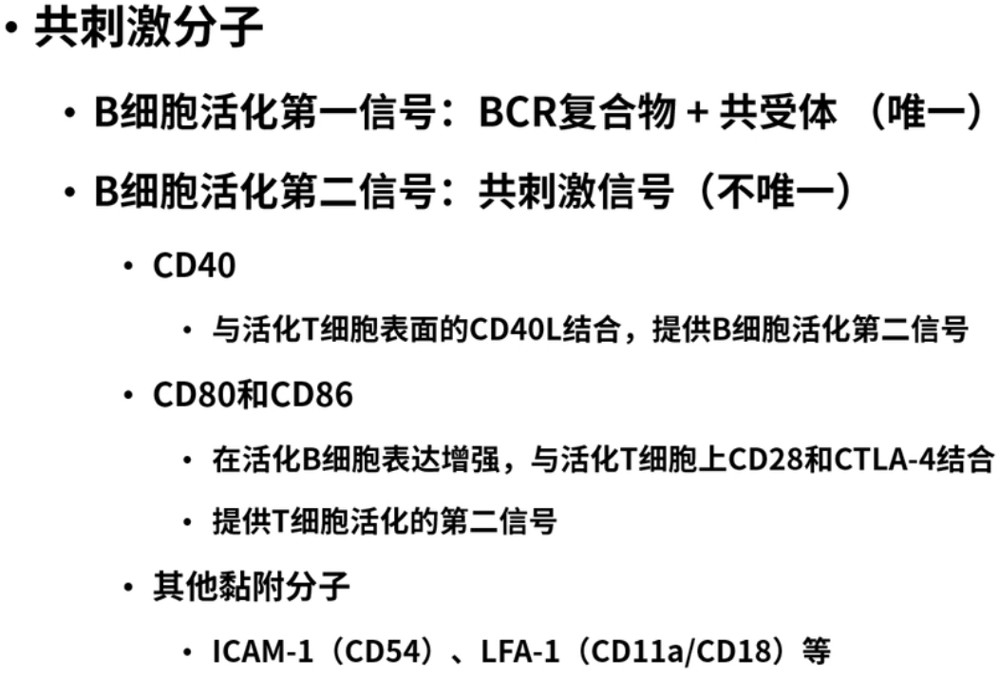 • 共刺激分子
• B细胞活化第一信号：BCR复合物 + 共受体 （唯一）
• B细胞活化第二信号：共刺激信号（不唯一）
• CD40
• 与活化T细胞表面的CD40L结合，提供B细胞活化第二信号
• CD80和CD86
• 在活化B细胞表达增强，与活化T细胞上CD28和CTLA-4结合
• 提供T细胞活化的第二信号
• 其他黏附分子
• ICAM-1（CD54）、LFA-1（CD11a/CD18）等